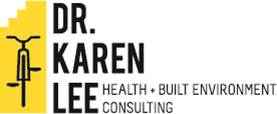 DR.
KAREN
LEE HEALTH + BUILT ENVIRONMENT
CONSULTING